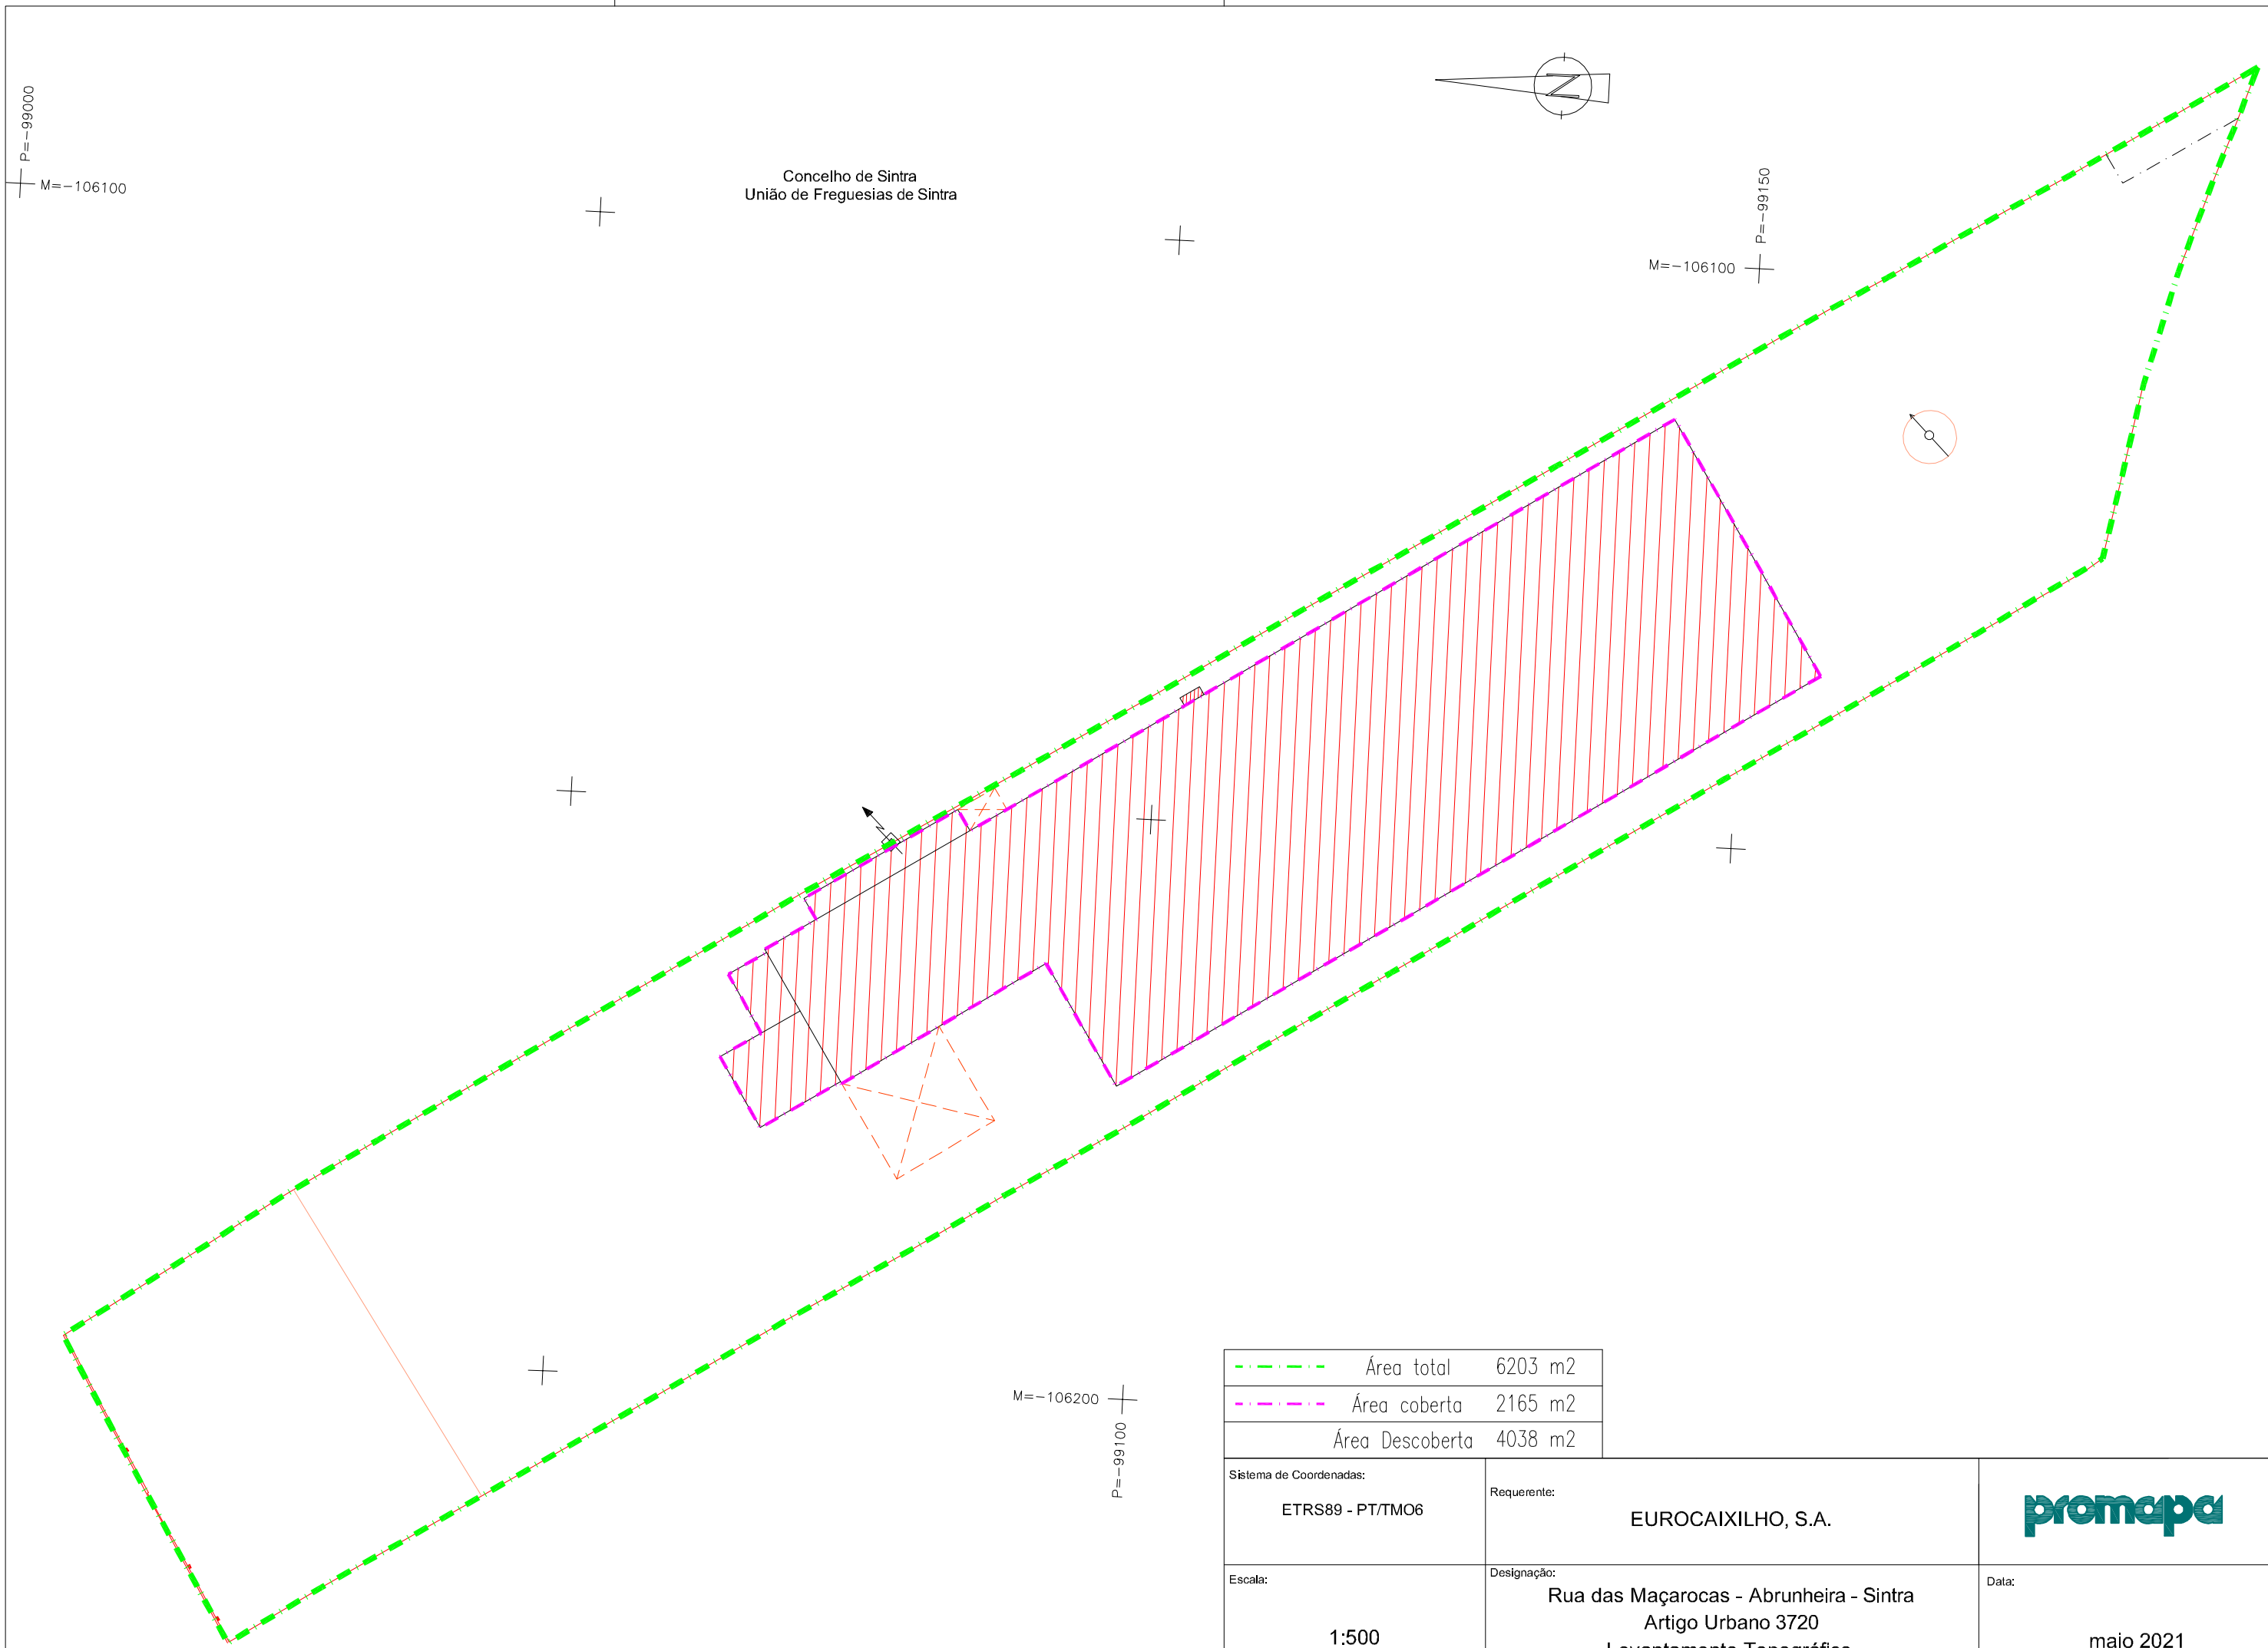 P=-99000
M=-106100
Concelho de Sintra
União de Freguesias de Sintra
N
P=-99150
M=-106100
M=-106200
P=-99100
Área total 6203 m2
Área coberta 2165 m2
Área Descoberta 4038 m2
Sistema de Coordenadas:
ETRS89 - PT/TMO6
Requerente:
EUROCAIXILHO, S.A.
promapa
Escala:
1:500
Designação:
Rua das Maçarocas - Abrunheira - Sintra
Artigo Urbano 3720
Levantamento Topográfico
Data:
maio 2021